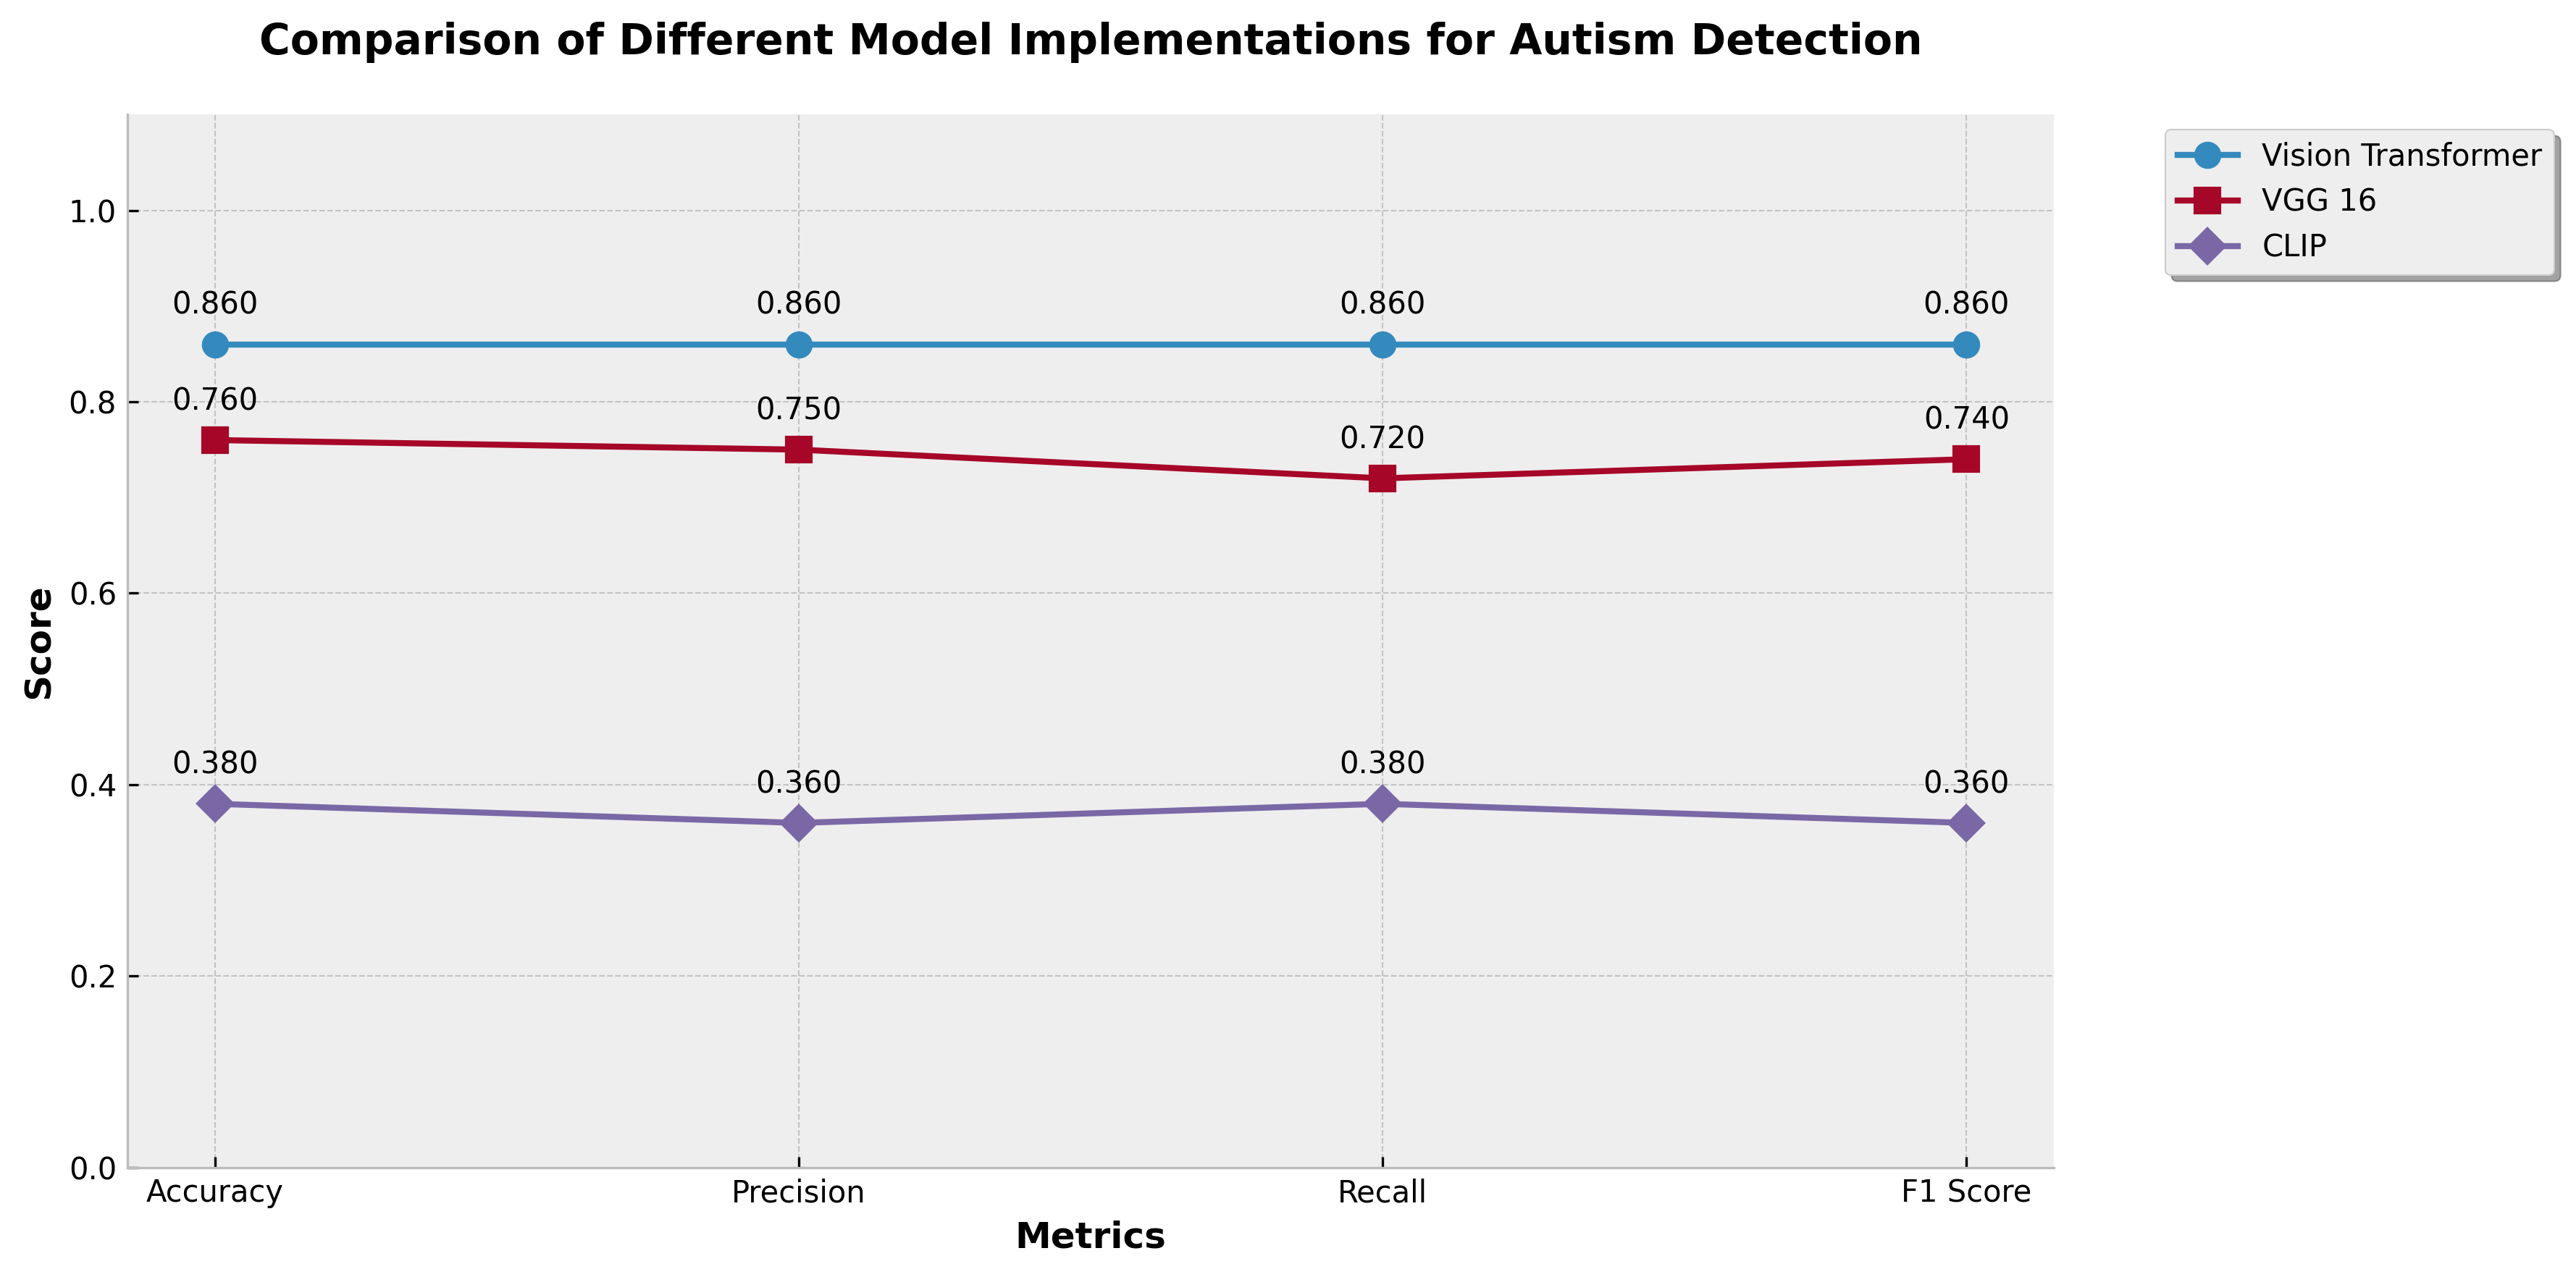 Comparison of Different Model Implementations for Autism Detection
Vision Transformer
VGG 16
CLIP
1.0
0.8
0.6
0.4
0.2
0.0
Score
0.860 0.860 0.860 0.860
0.760 0.750 0.720 0.740
0.380 0.360 0.380 0.360
Accuracy Precision Recall F1 Score
Metrics